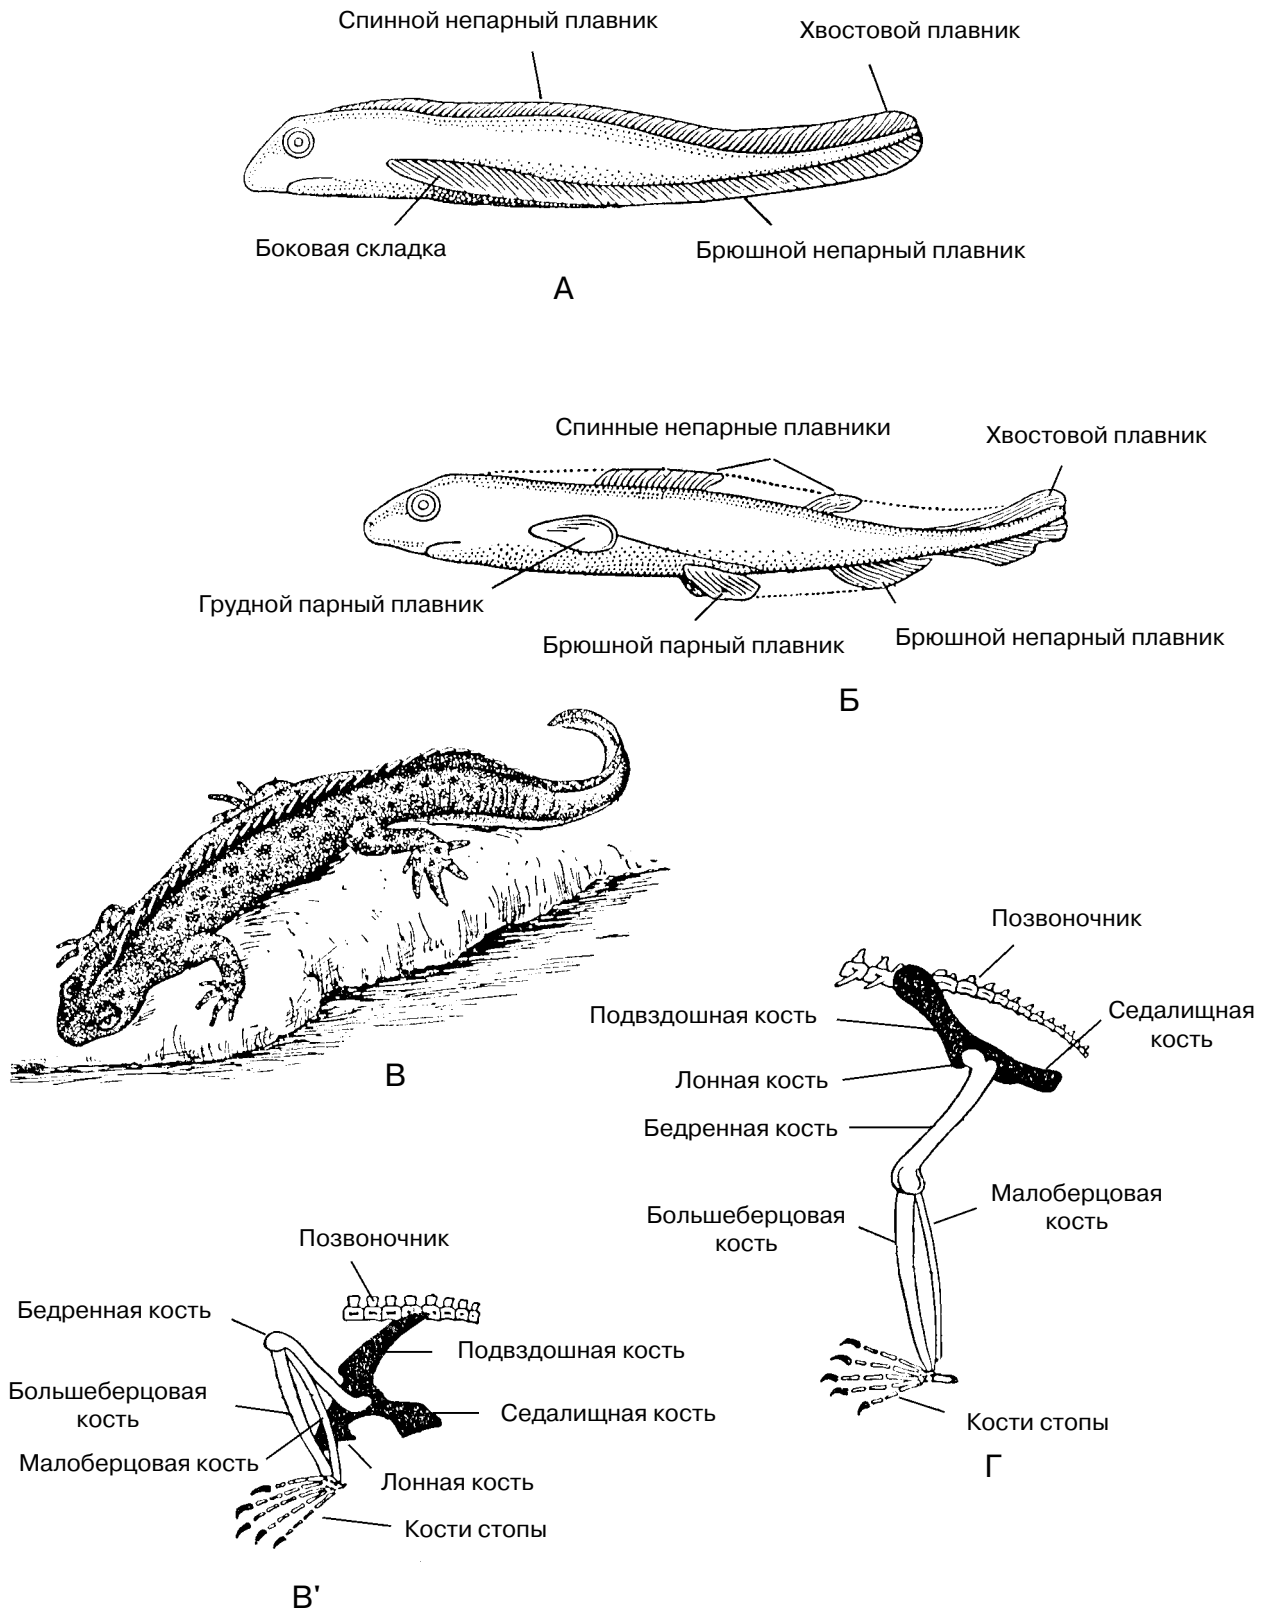 Спинной непарный плавник
Хвостовой плавник
Боковая складка
Брюшной непарный плавник
А
Спинные непарные плавники
Хвостовой плавник
Грудной парный плавник
Брюшной парный плавник
Брюшной непарный плавник
Б
В
Позвоночник
Подвздошная кость
Седалищная
кость
Лонная кость
Бедренная кость
Малоберцовая
кость
Большеберцовая
кость
Кости стопы
Г
Позвоночник
Бедренная кость
Подвздошная кость
Большеберцовая
кость
Седалищная кость
Малоберцовая кость
Лонная кость
Кости стопы
В'